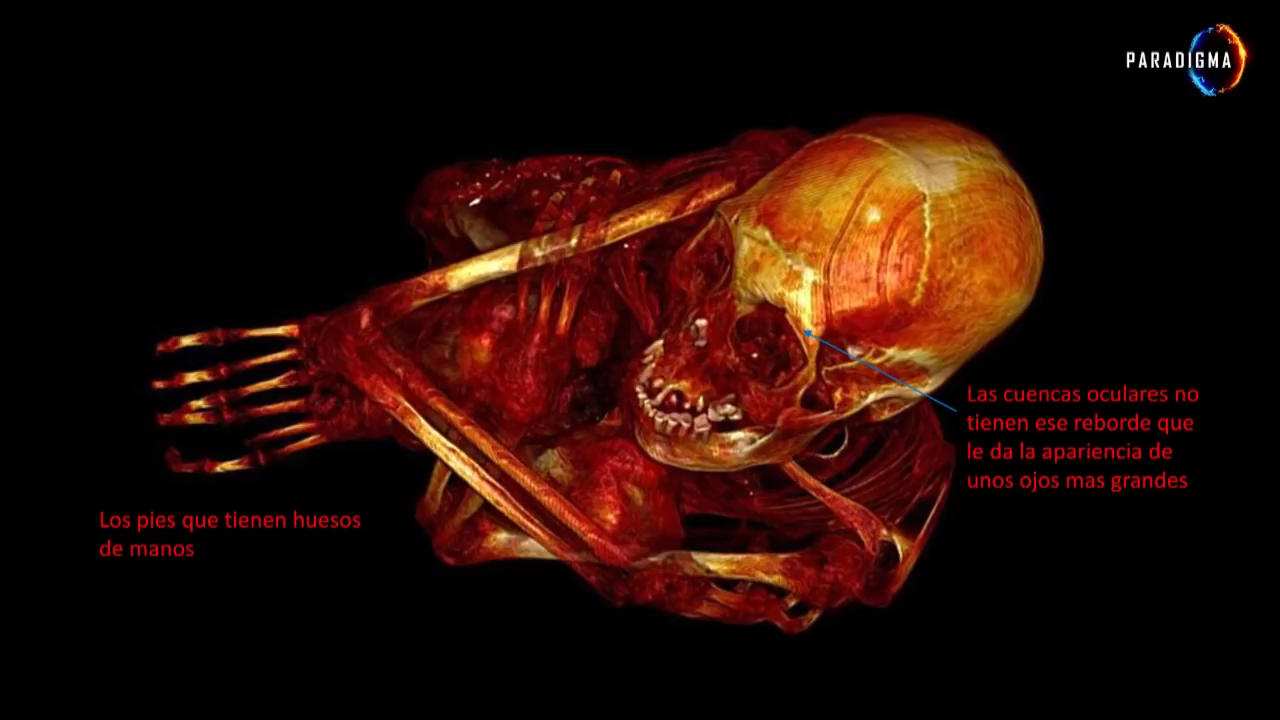 PARADIGMA
Las cuencas oculares no
tienen ese reborde que
le da la apariencia de
unos ojos mas grandes
Los pies que tienen huesos
de manos